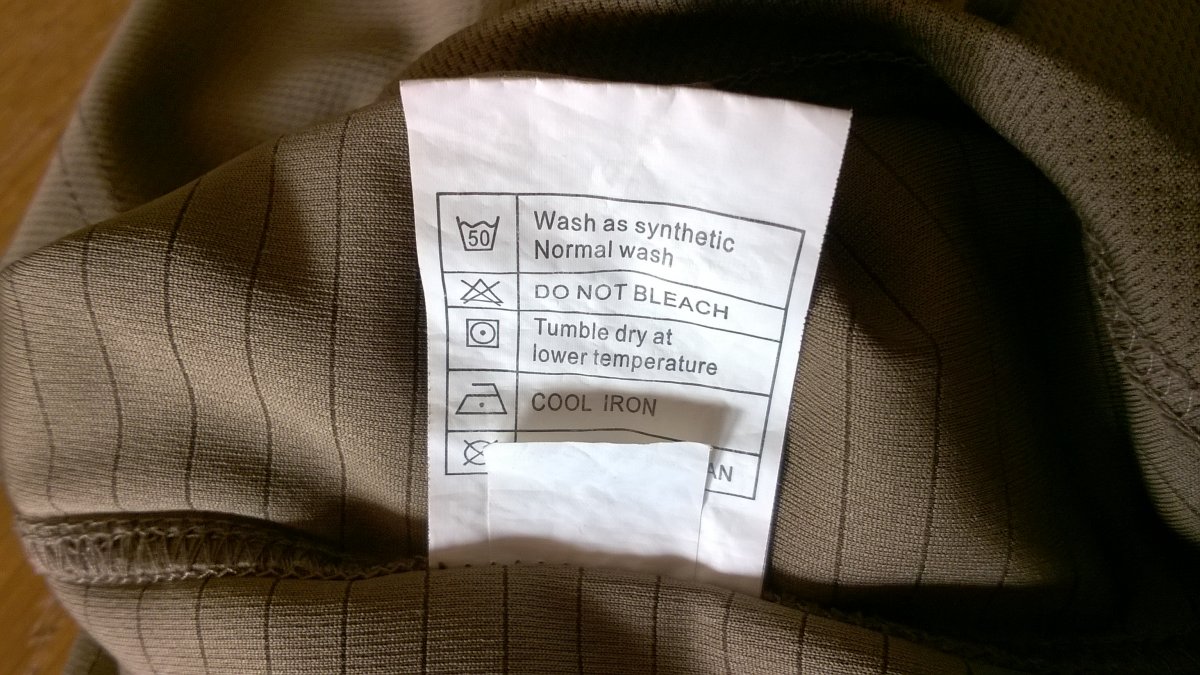 50
Wash as synthetic
Normal wash
DO NOT BLEACH
Tumble dry at
lower temperature
COOL IRON
AN